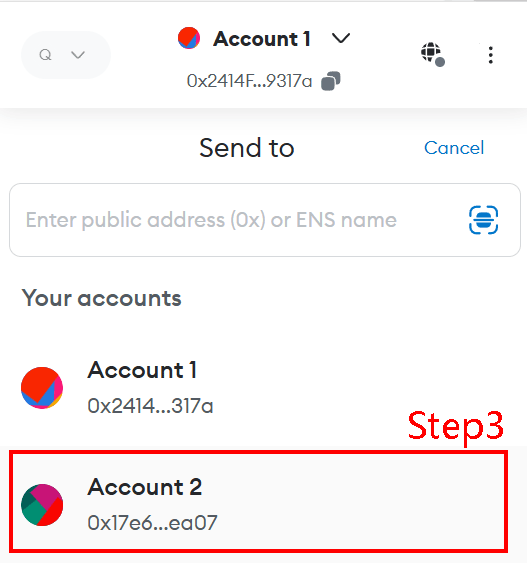 Q
Account 1
0x2414F...9317a
Send to
Cancel
Enter public address (0x) or ENS name
Your accounts
Account 1
0x2414...317a
Step3
Account 2
0x17e6...ea07